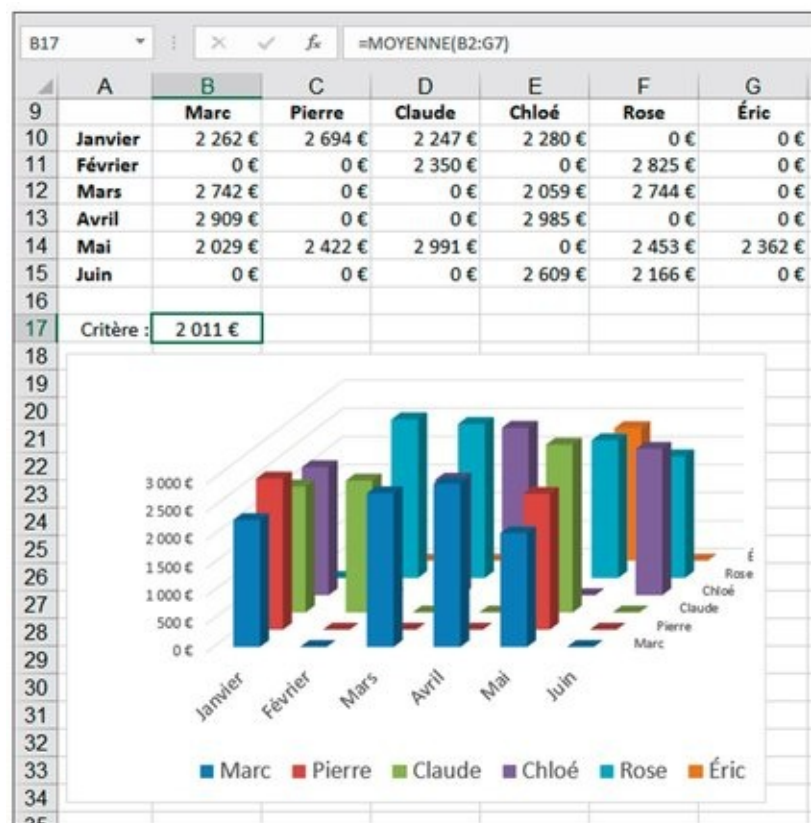 B17 fx =MOYENNE(B2:G7)
A B C D E F G
9 Marc Pierre Claude Chloé Rose Éric
10 Janvier 2 262 € 2 694 € 2 247 € 2 280 € 0 € 0 €
11 Février 0 € 0 € 2 350 € 0 € 2 825 € 0 €
12 Mars 2 742 € 0 € 0 € 2 059 € 2 744 € 0 €
13 Avril 2 909 € 0 € 0 € 2 985 € 0 € 0 €
14 Mai 2 029 € 2 422 € 2 991 € 0 € 2 453 € 2 362 €
15 Juin 0 € 0 € 0 € 2 609 € 2 166 € 0 €
16
17 Critère : 2 011 €
18
19
20
21
22
23 3 000 €
24 2 500 €
25 2 000 €
26 1 500 €
27 1 000 €
28 500 €
29 0 €
30
31
32
33
34
É
Rose
Chloé
Claude
Pierre
Marc
Janvier Février Mars Avril Mai Juin
Marc Pierre Claude Chloé Rose Éric